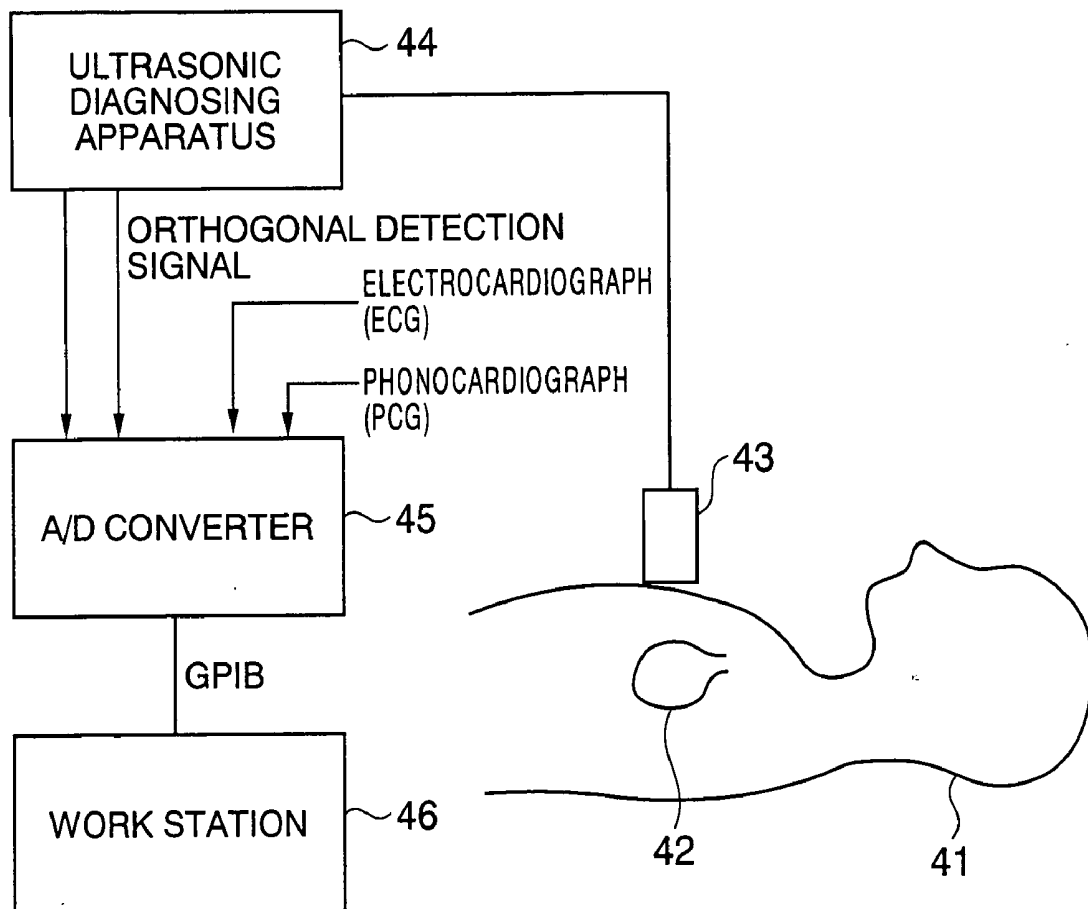 ULTRASONIC
DIAGNOSING
APPARATUS
44
ORTHOGONAL DETECTION
SIGNAL
ELECTROCARDIOGRAPH
(ECG)
PHONOCARDIOGRAPH
(PCG)
A/D CONVERTER
45
43
GPIB
WORK STATION
46
42
41